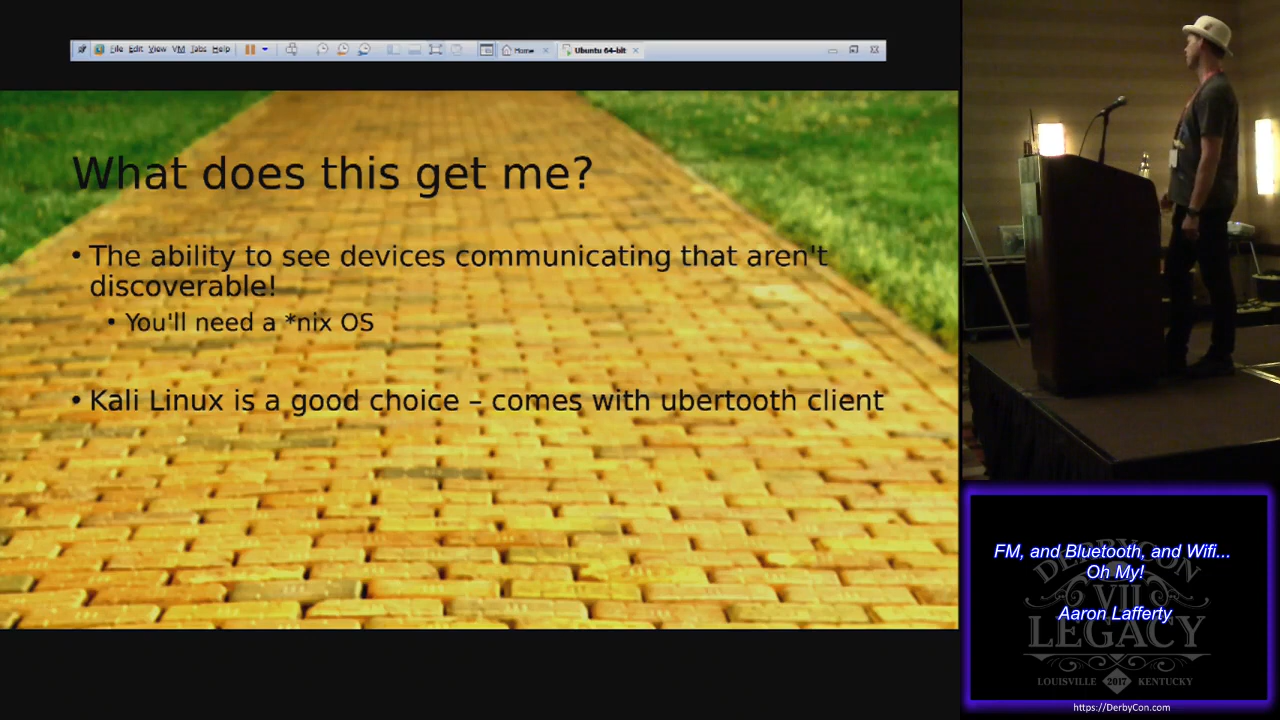 File Edit View VM Tabs Help
Home
Ubuntu 64-bit
What does this get me?
• The ability to see devices communicating that aren't
discoverable!
• You'll need a *nix OS
• Kali Linux is a good choice – comes with ubertooth client
FM, and Bluetooth, and Wifi...
Oh My!
Aaron Lafferty
DERBYCON
VII
LEGACY
LOUISVILLE 2017 KENTUCKY
https://DerbyCon.com